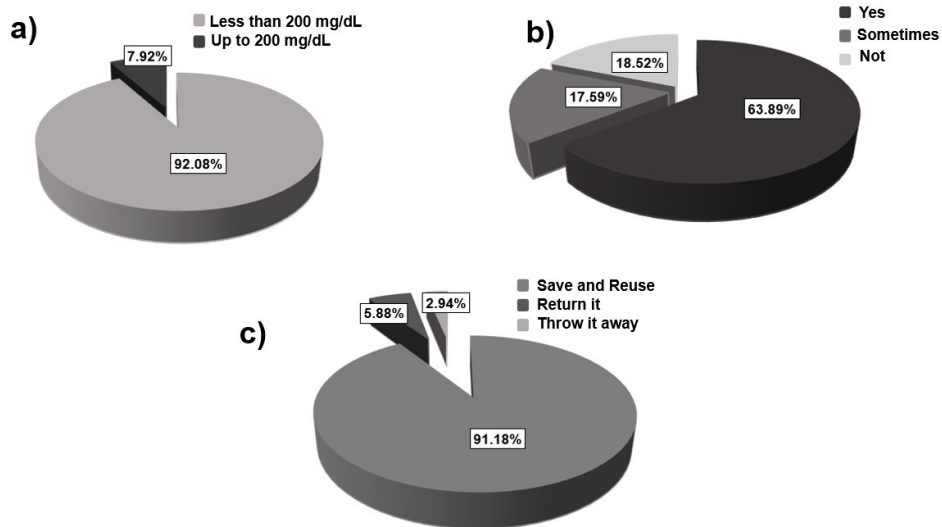 a)
Less than 200 mg/dL
Up to 200 mg/dL
7.92%
92.08%
b)
Yes
Sometimes
Not
18.52%
17.59%
63.89%
c)
Save and Reuse
Return it
Throw it away
5.88%
2.94%
91.18%